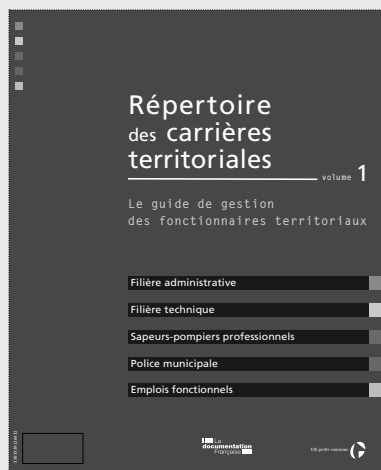 Répertoire
des carrières
territoriales
volume 1
Le guide de gestion
des fonctionnaires territoriaux
Filière administrative
Filière technique
Sapeurs-pompiers professionnels
Police municipale
Emplois fonctionnels
La
documentation
Française